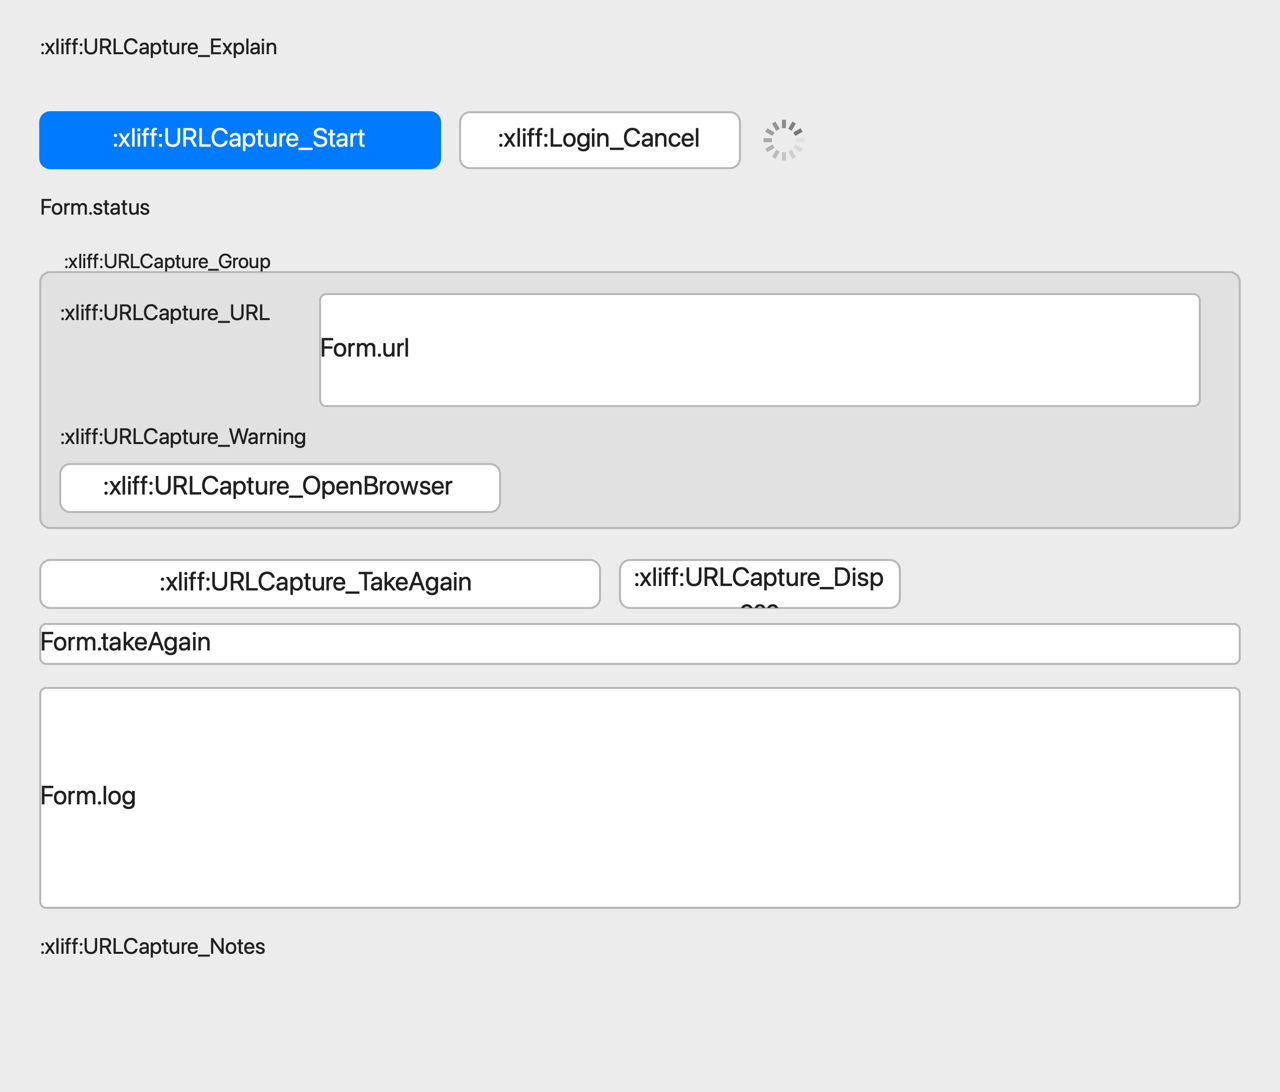 :xliff:URLCapture_Explain
:xliff:URLCapture_Start
:xliff:Login_Cancel
Form.status
:xliff:URLCapture_Group
:xliff:URLCapture_URL
Form.url
:xliff:URLCapture_Warning
:xliff:URLCapture_OpenBrowser
:xliff:URLCapture_TakeAgain
:xliff:URLCapture_Disp
Form.takeAgain
Form.log
:xliff:URLCapture_Notes